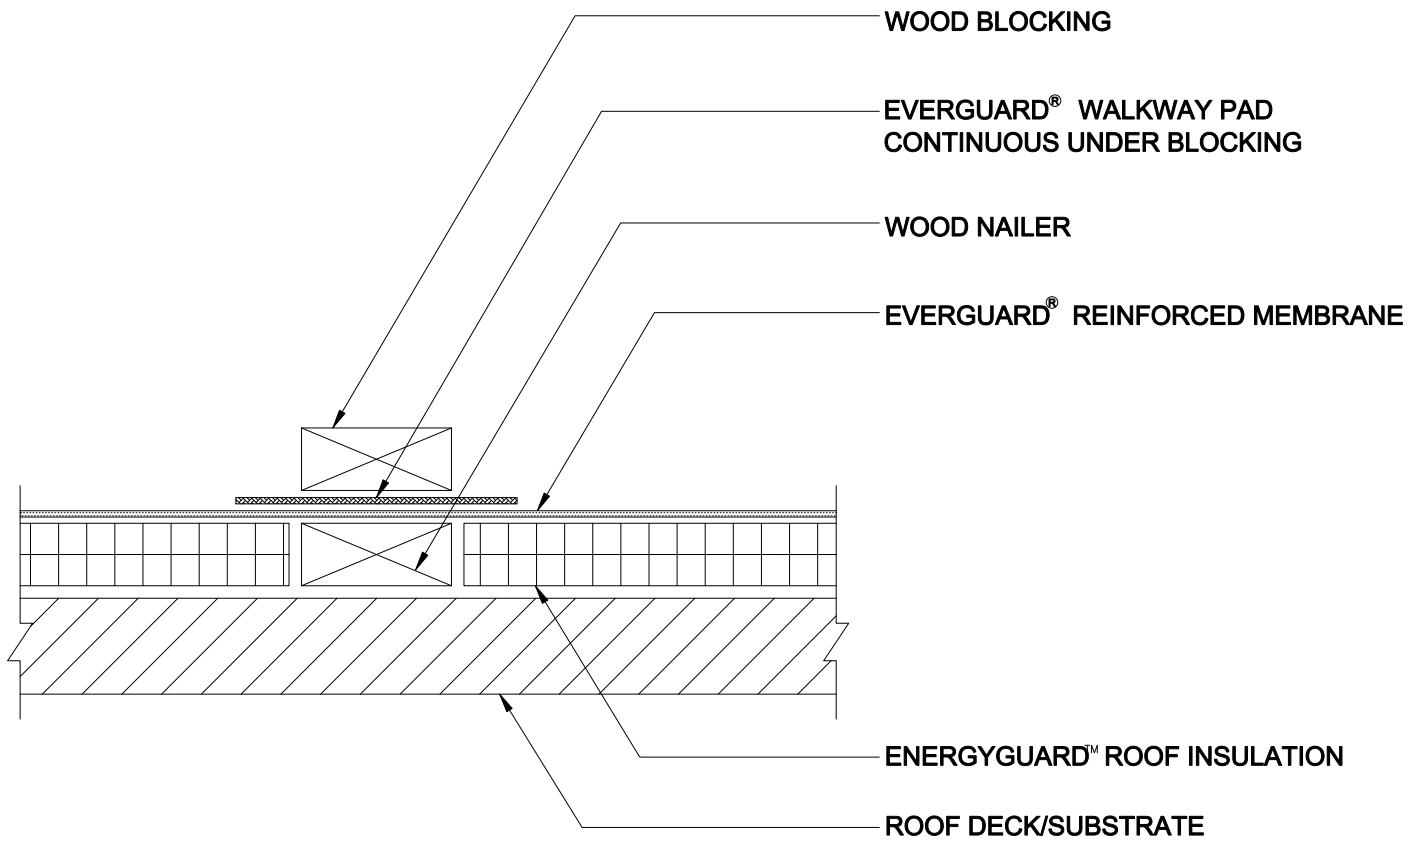 WOOD BLOCKING
EVERGUARD® WALKWAY PAD
CONTINUOUS UNDER BLOCKING
WOOD NAILER
EVERGUARD® REINFORCED MEMBRANE
ENERGYGUARD™ ROOF INSULATION
ROOF DECK/SUBSTRATE